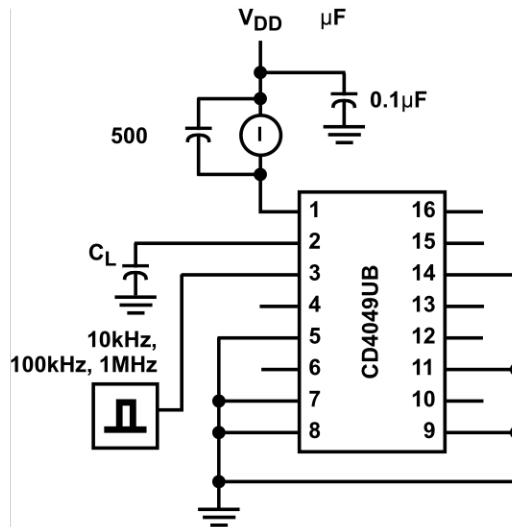 VDD µF
0.1µF
500
I
1 16
2 15
CL
3 14
4 13
10kHz,
5 12
100kHz, 1MHz
6 11
7 10
8 9
CD4049UB